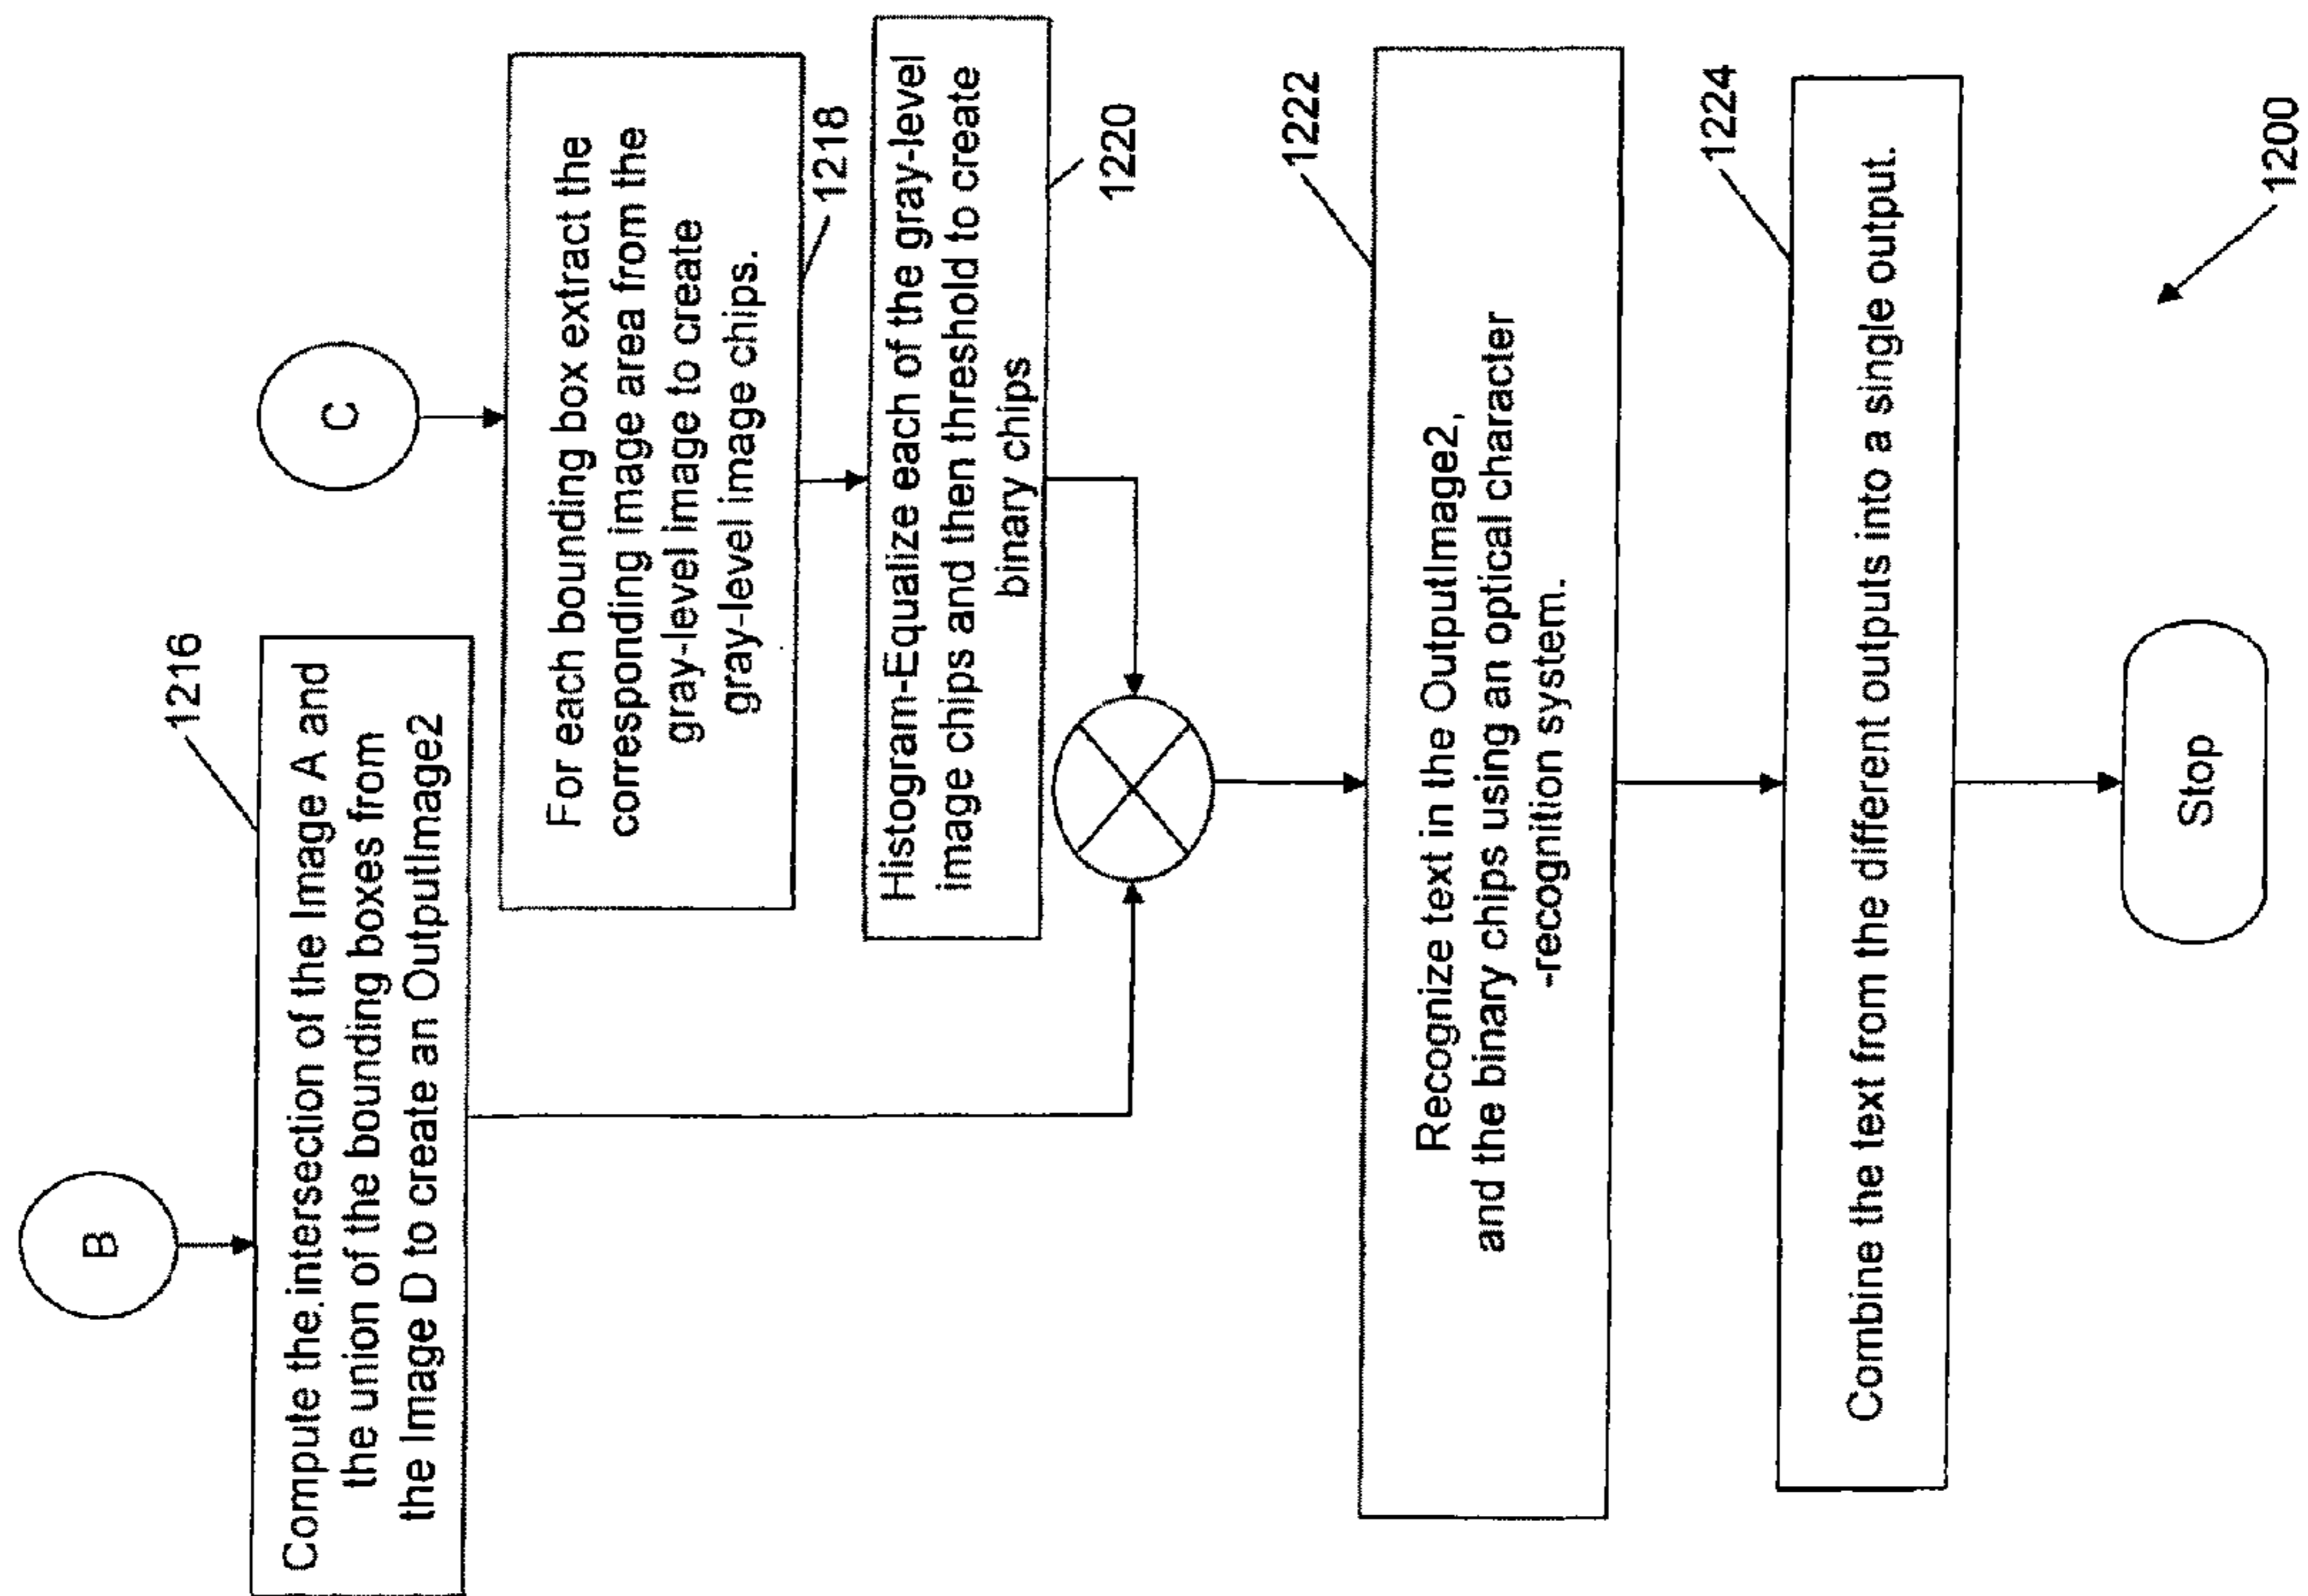 B
1216
Compute the.intersection of the Image A and
the union of the bounding boxes from
the Image D to create an OutputImage2
C
For each bounding box extract the
corresponding image area from the
gray-level image to create
gray-level image chips.
1218
Histogram-Equalize each of the gray-level
image chips and then threshold to create
binary chips
1220
Recognize text in the OutputImage2,
and the binary chips using an optical character
-recognition system.
1222
Combine the text from the different outputs into a single output.
1224
Stop
1200